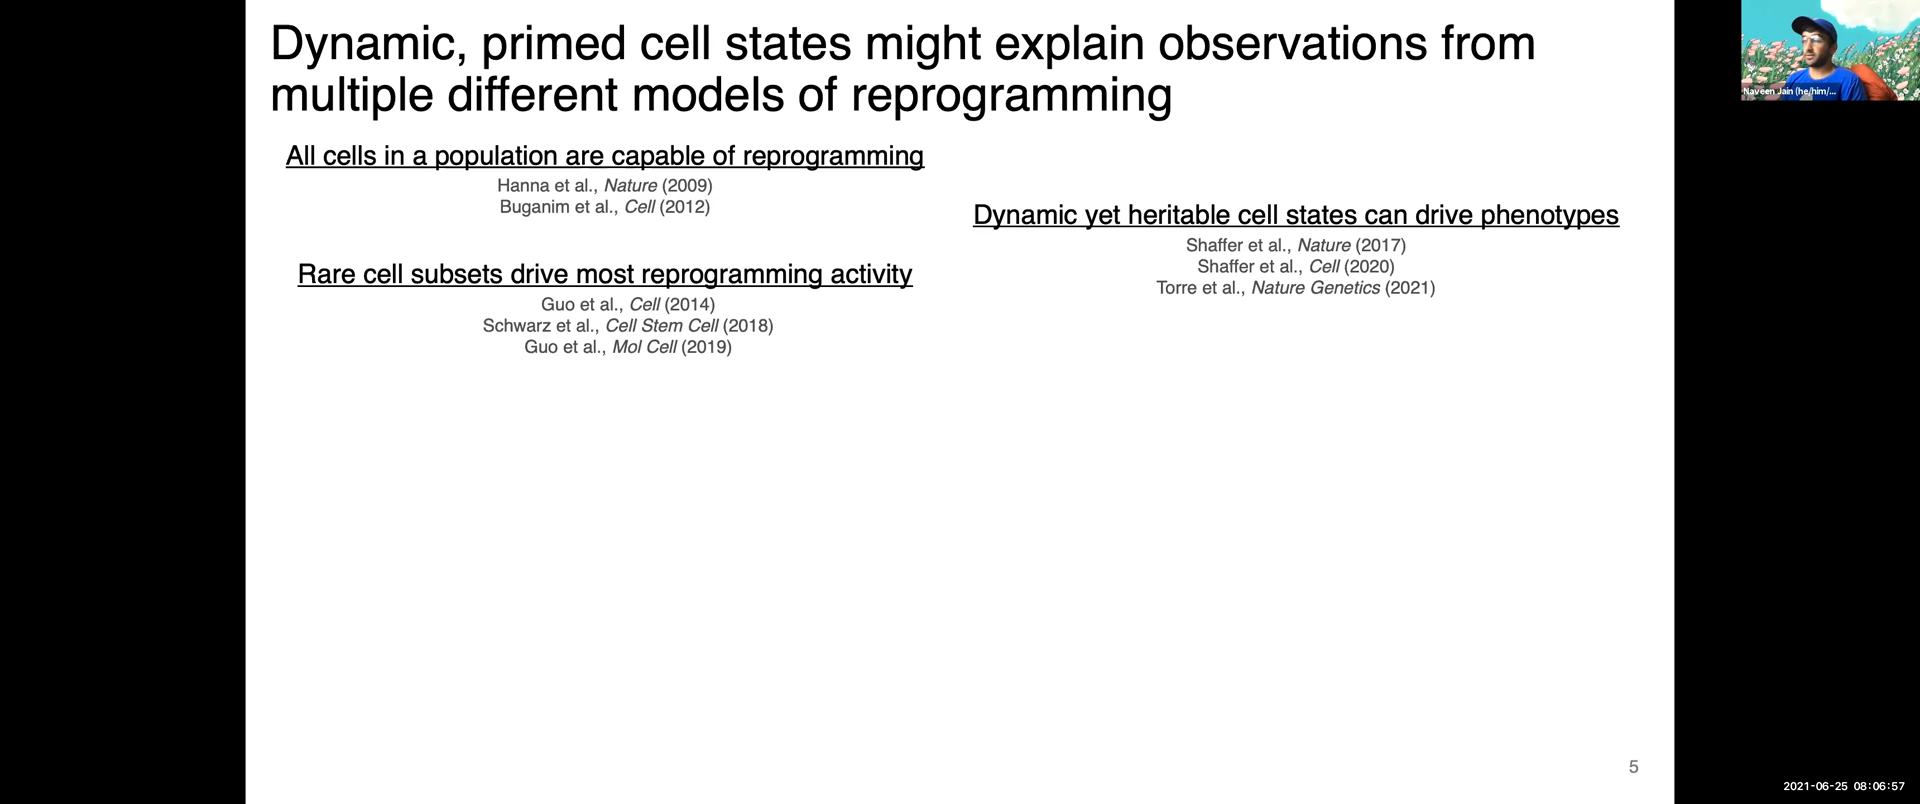 Dynamic, primed cell states might explain observations from
multiple different models of reprogramming
All cells in a population are capable of reprogramming
Hanna et al., Nature (2009)
Buganim et al., Cell (2012)
Rare cell subsets drive most reprogramming activity
Guo et al., Cell (2014)
Schwarz et al., Cell Stem Cell (2018)
Guo et al., Mol Cell (2019)
Dynamic yet heritable cell states can drive phenotypes
Shaffer et al., Nature (2017)
Shaffer et al., Cell (2020)
Torre et al., Nature Genetics (2021)
5
Naveen Jain (he/him/...
2021-06-25 08:06:57